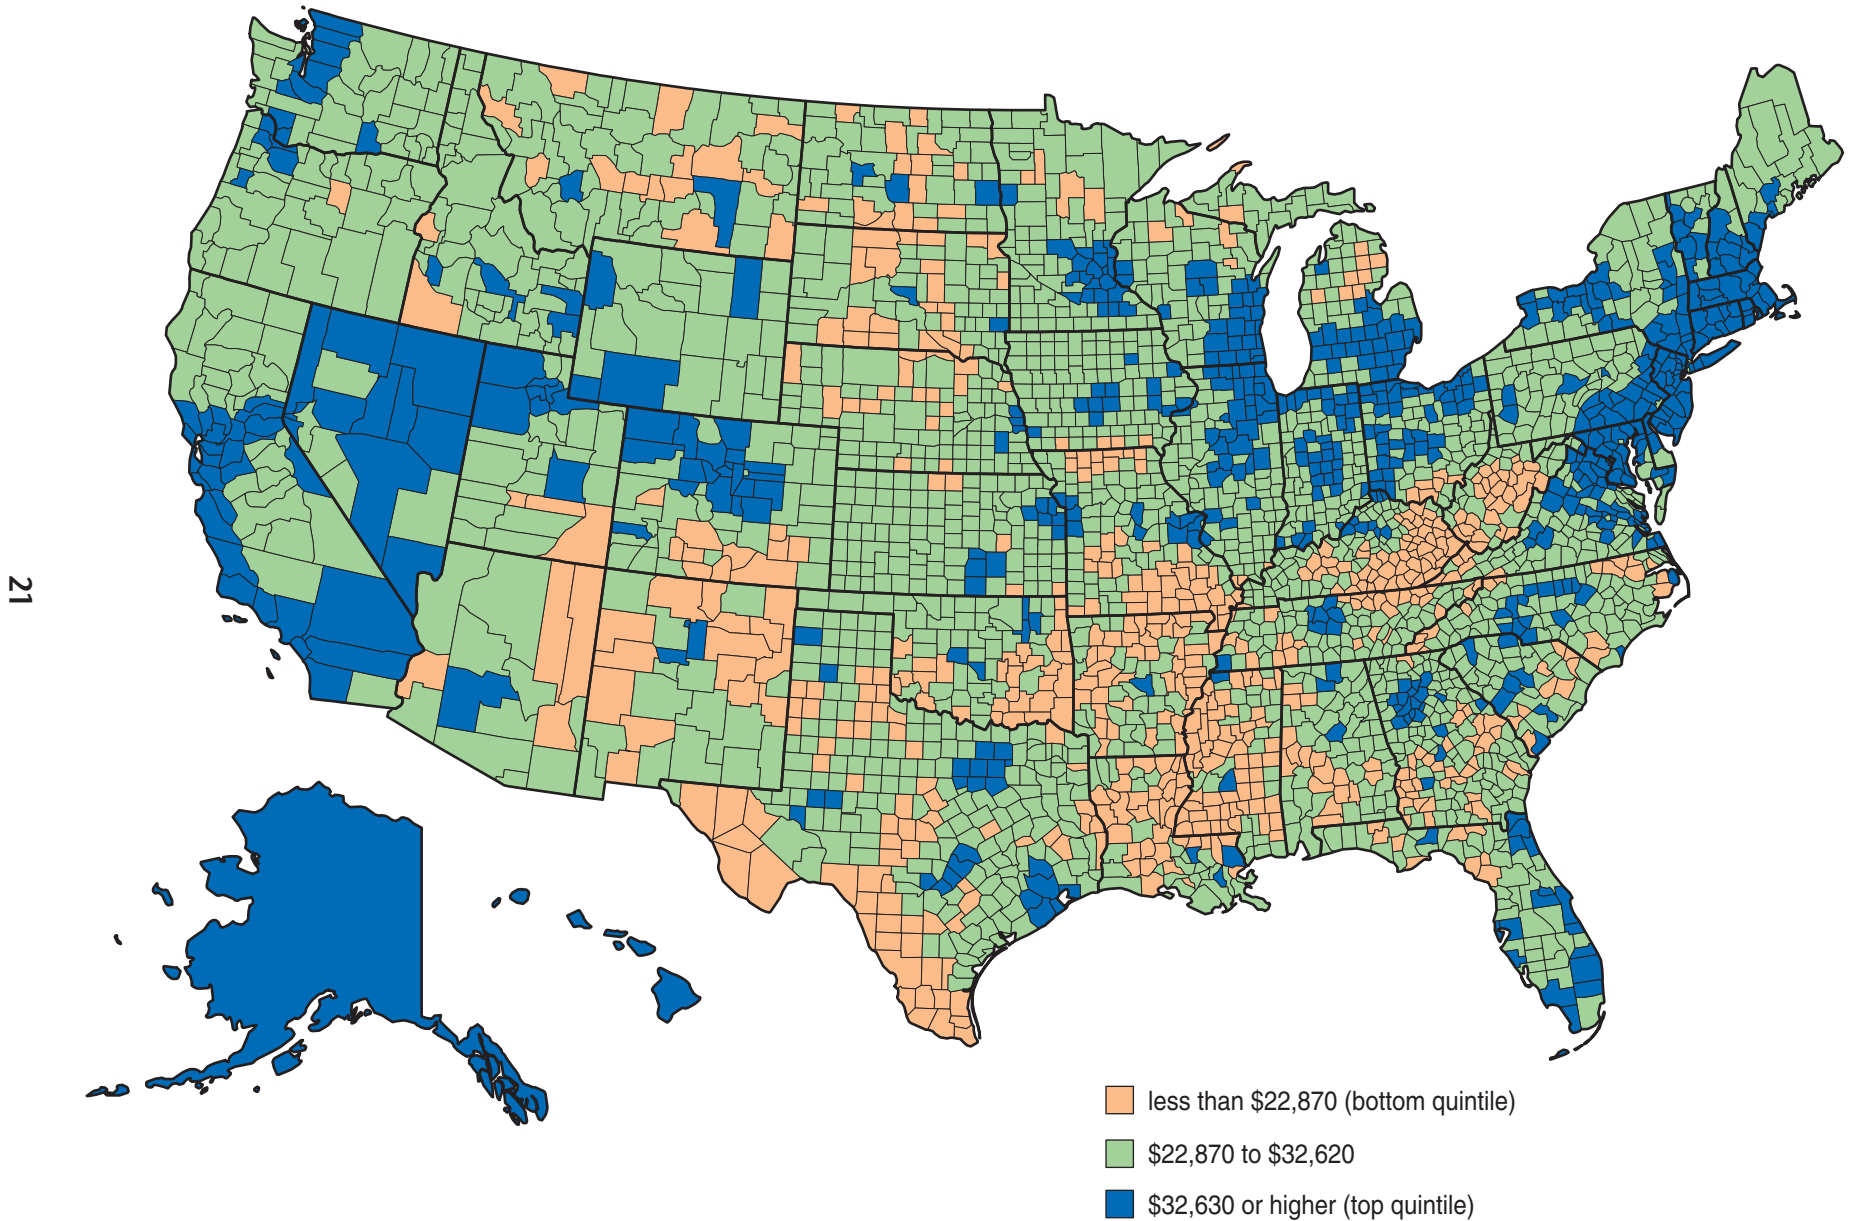 21
less than $22,870 (bottom quintile)
$22,870 to $32,620
$32,630 or higher (top quintile)